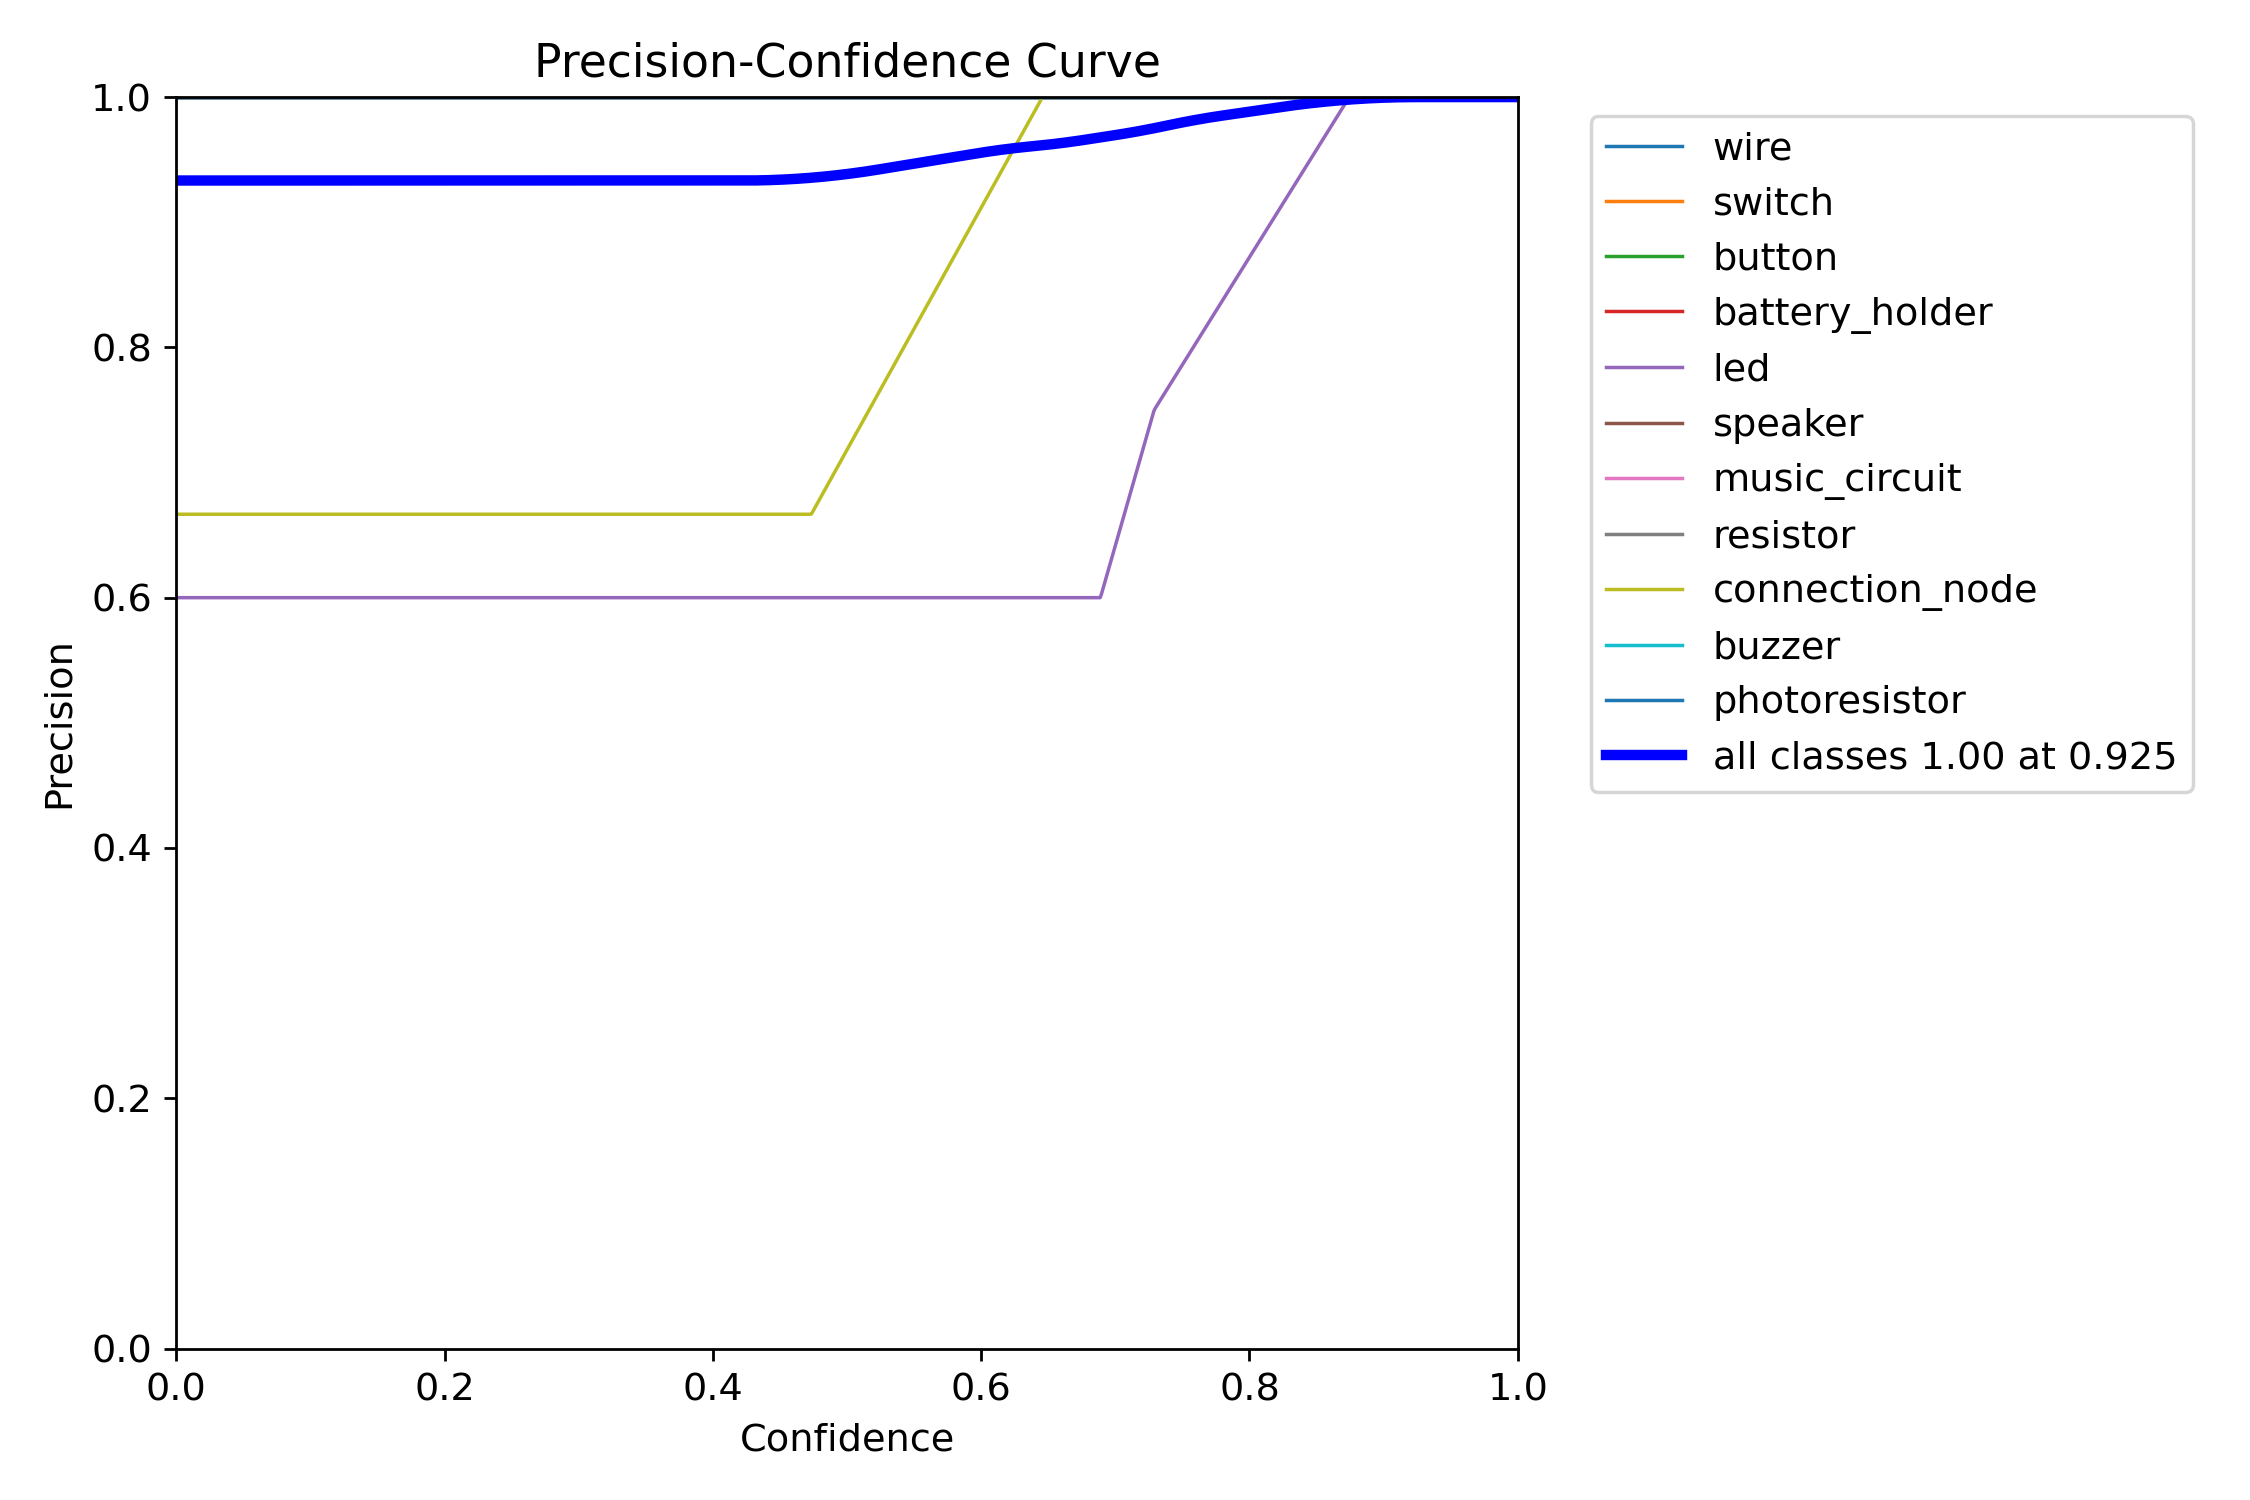 Precision-Confidence Curve
1.0
0.8
0.6
0.4
0.2
0.0
Precision
0.0 0.2 0.4 0.6 0.8 1.0
Confidence
wire
switch
button
battery_holder
led
speaker
music_circuit
resistor
connection_node
buzzer
photoresistor
all classes 1.00 at 0.925